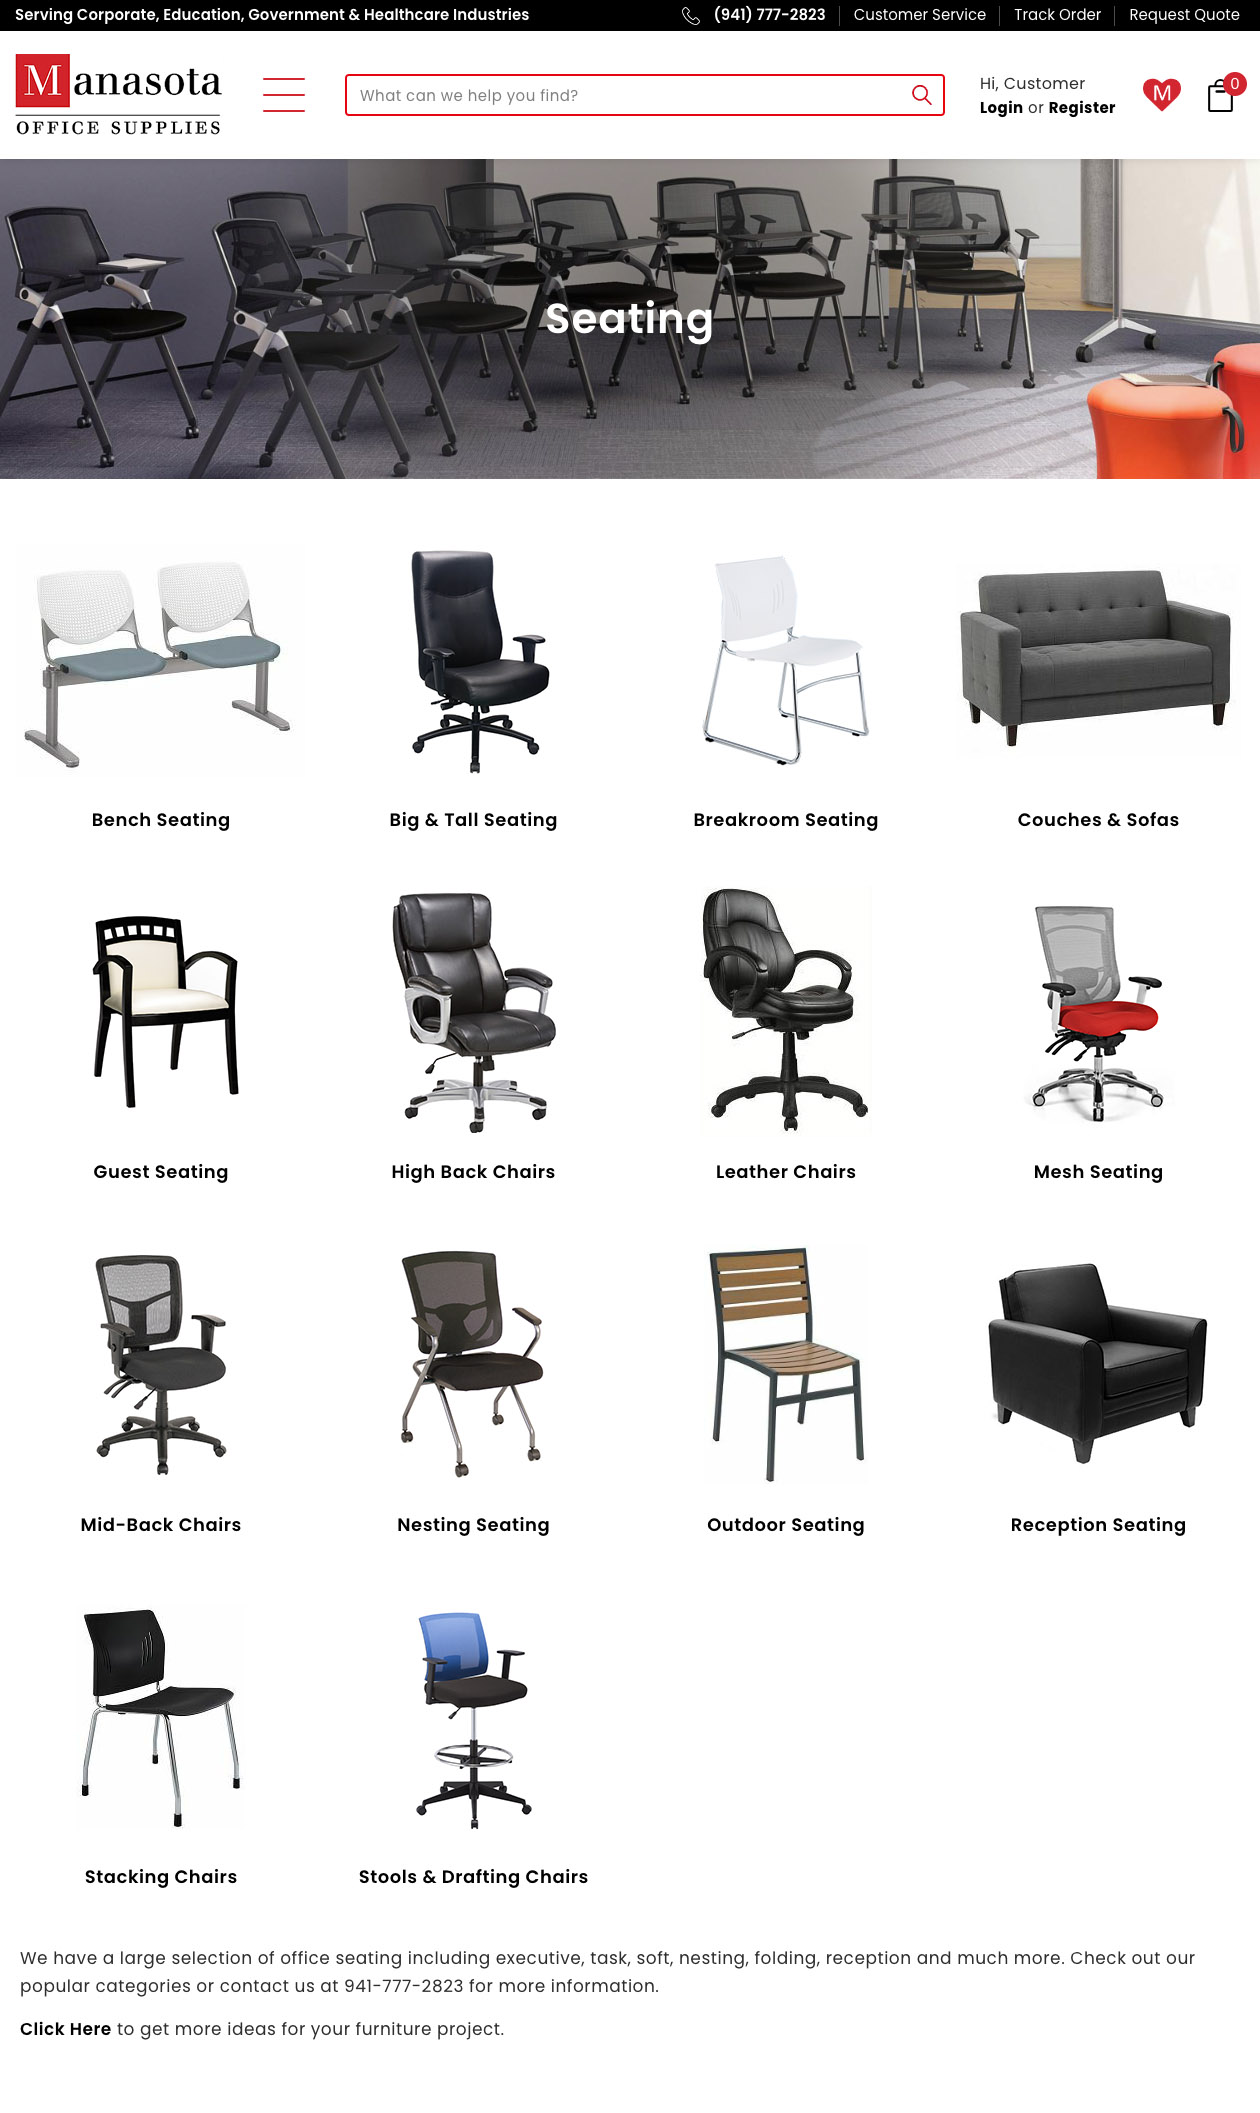 Serving Corporate, Education, Government & Healthcare Industries
(941) 777-2823
Customer Service
Track Order
Request Quote
Manasota
OFFICE SUPPLIES
What can we help you find?
Hi, Customer
Login or Register
M
0
Seating
Bench Seating
Big & Tall Seating
Breakroom Seating
Couches & Sofas
Guest Seating
High Back Chairs
Leather Chairs
Mesh Seating
Mid-Back Chairs
Nesting Seating
Outdoor Seating
Reception Seating
Stacking Chairs
Stools & Drafting Chairs
We have a large selection of office seating including executive, task, soft, nesting, folding, reception and much more. Check out our
popular categories or contact us at 941-777-2823 for more information.
Click Here to get more ideas for your furniture project.